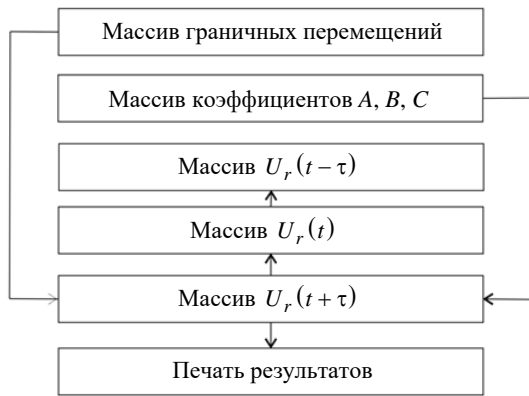 Массив граничных перемещений
Массив коэффициентов A, B, C
Массив U_r(t − τ)
Массив U_r(t)
Массив U_r(t + τ)
Печать результатов